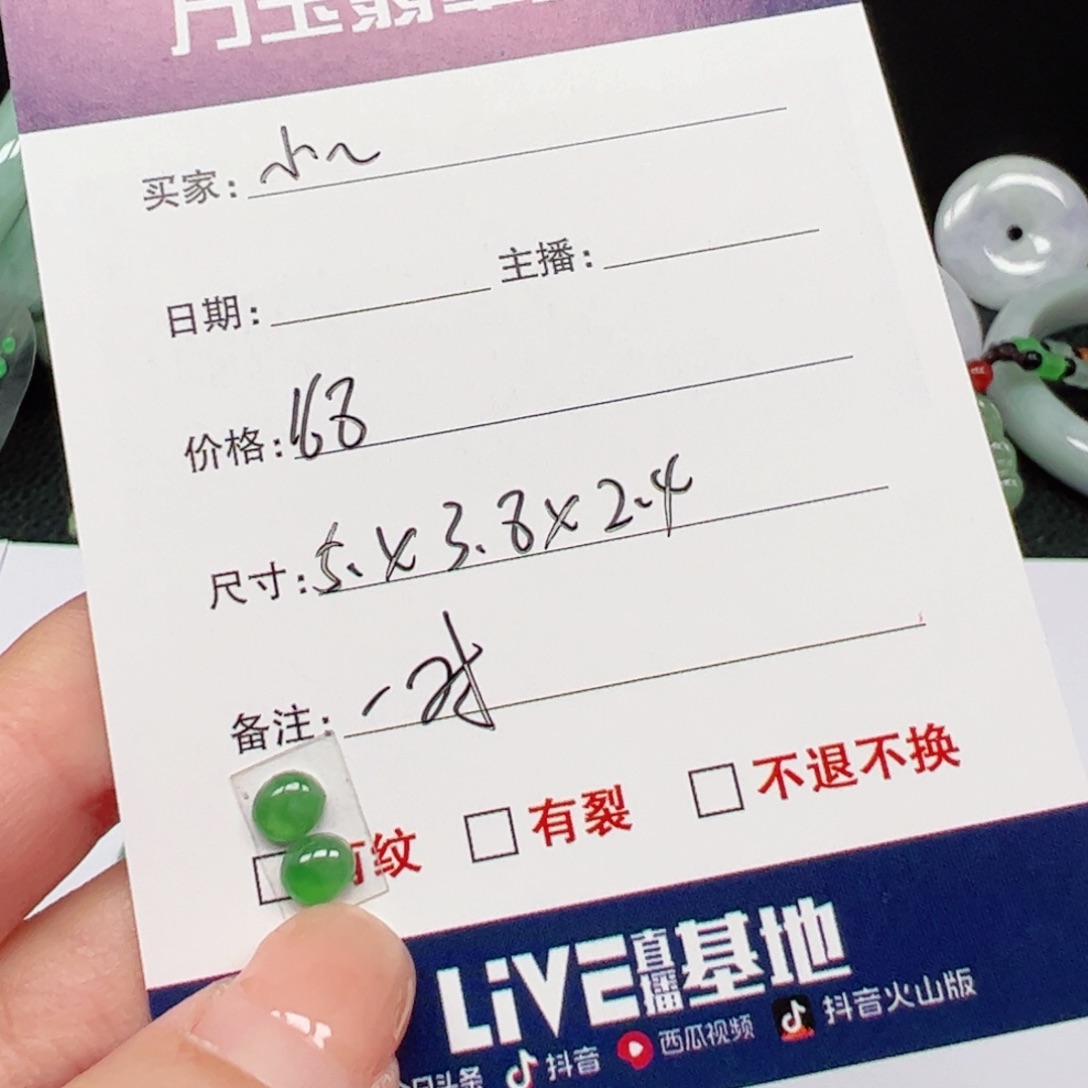 买家：小~
日期： 主播：
价格：168
尺寸：5.X3.8X2.4
备注：一对
有纹 有裂 不退不换
LiVE直播基地
抖音 西瓜视频 抖音火山版